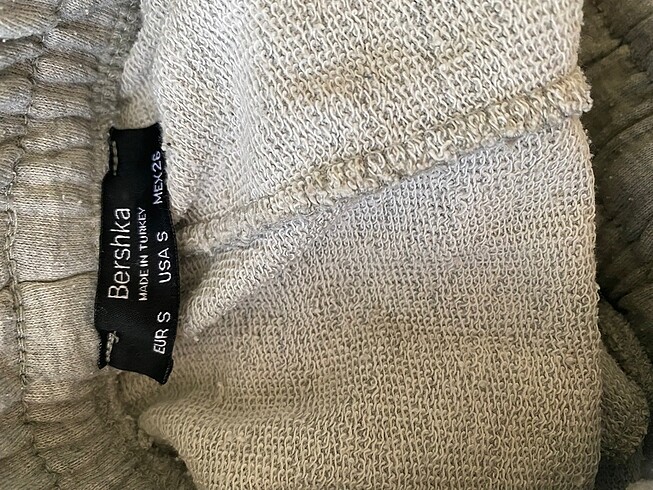 Bershka
MADE IN TURKEY
EUR S USA S MEX 26